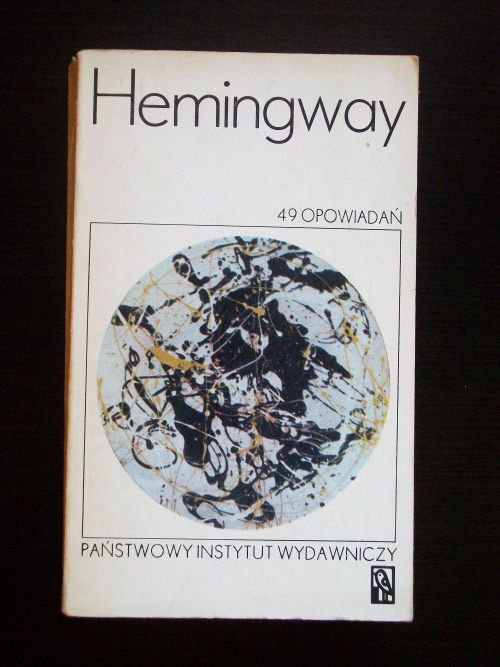 Hemingway
49 OPOWIADAŃ
PAŃSTWOWY INSTYTUT WYDAWNICZY